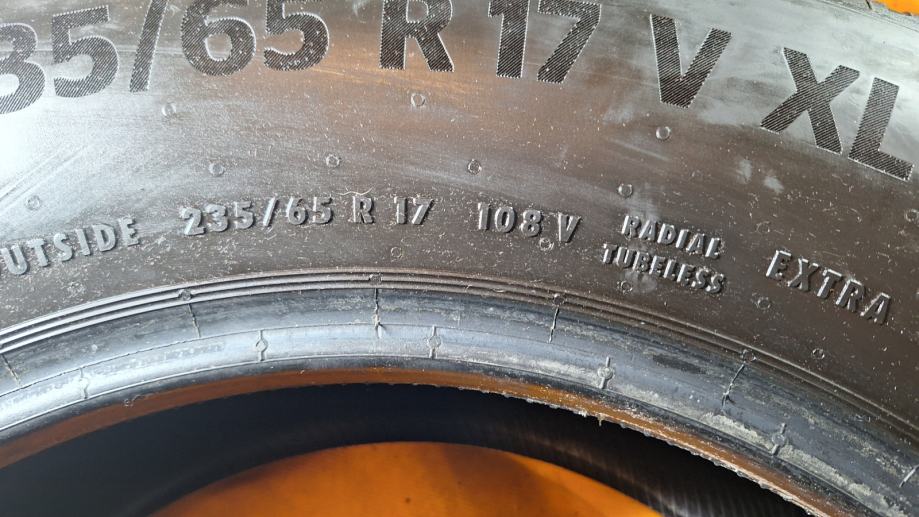 35/65 R 17 V XL
UTSIDE 235/65 R 17 108 V RADIAL TUBELESS EXTRA